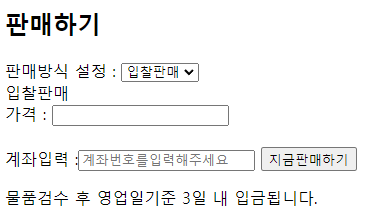 판매하기
판매방식 설정 : 입찰판매
입찰판매
가격 :
계좌입력 :계좌번호를입력해주세요 지금판매하기
물품검수 후 영업일기준 3일 내 입금됩니다.